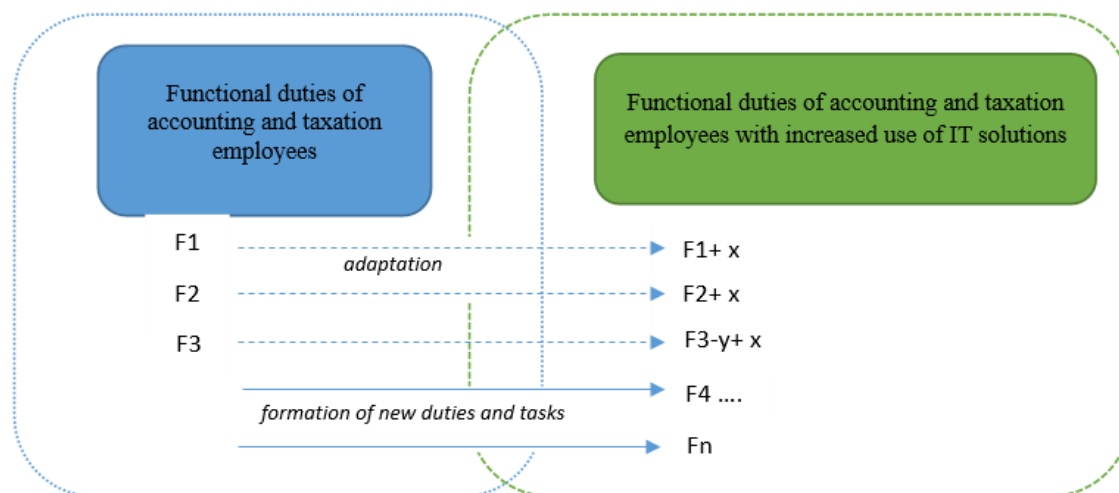 Functional duties of
accounting and taxation
employees
Functional duties of accounting and taxation
employees with increased use of IT solutions
F1
F1+ x
adaptation
F2
F2+ x
F3
F3-y+ x
F4 ....
formation of new duties and tasks
Fn